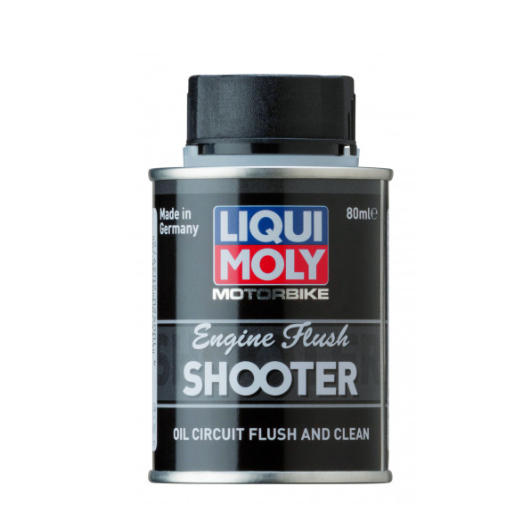 Made in
Germany
80ml℮
LIQUI
MOLY
MOTORBIKE
Engine Flush
SHOOTER
OIL CIRCUIT FLUSH AND CLEAN